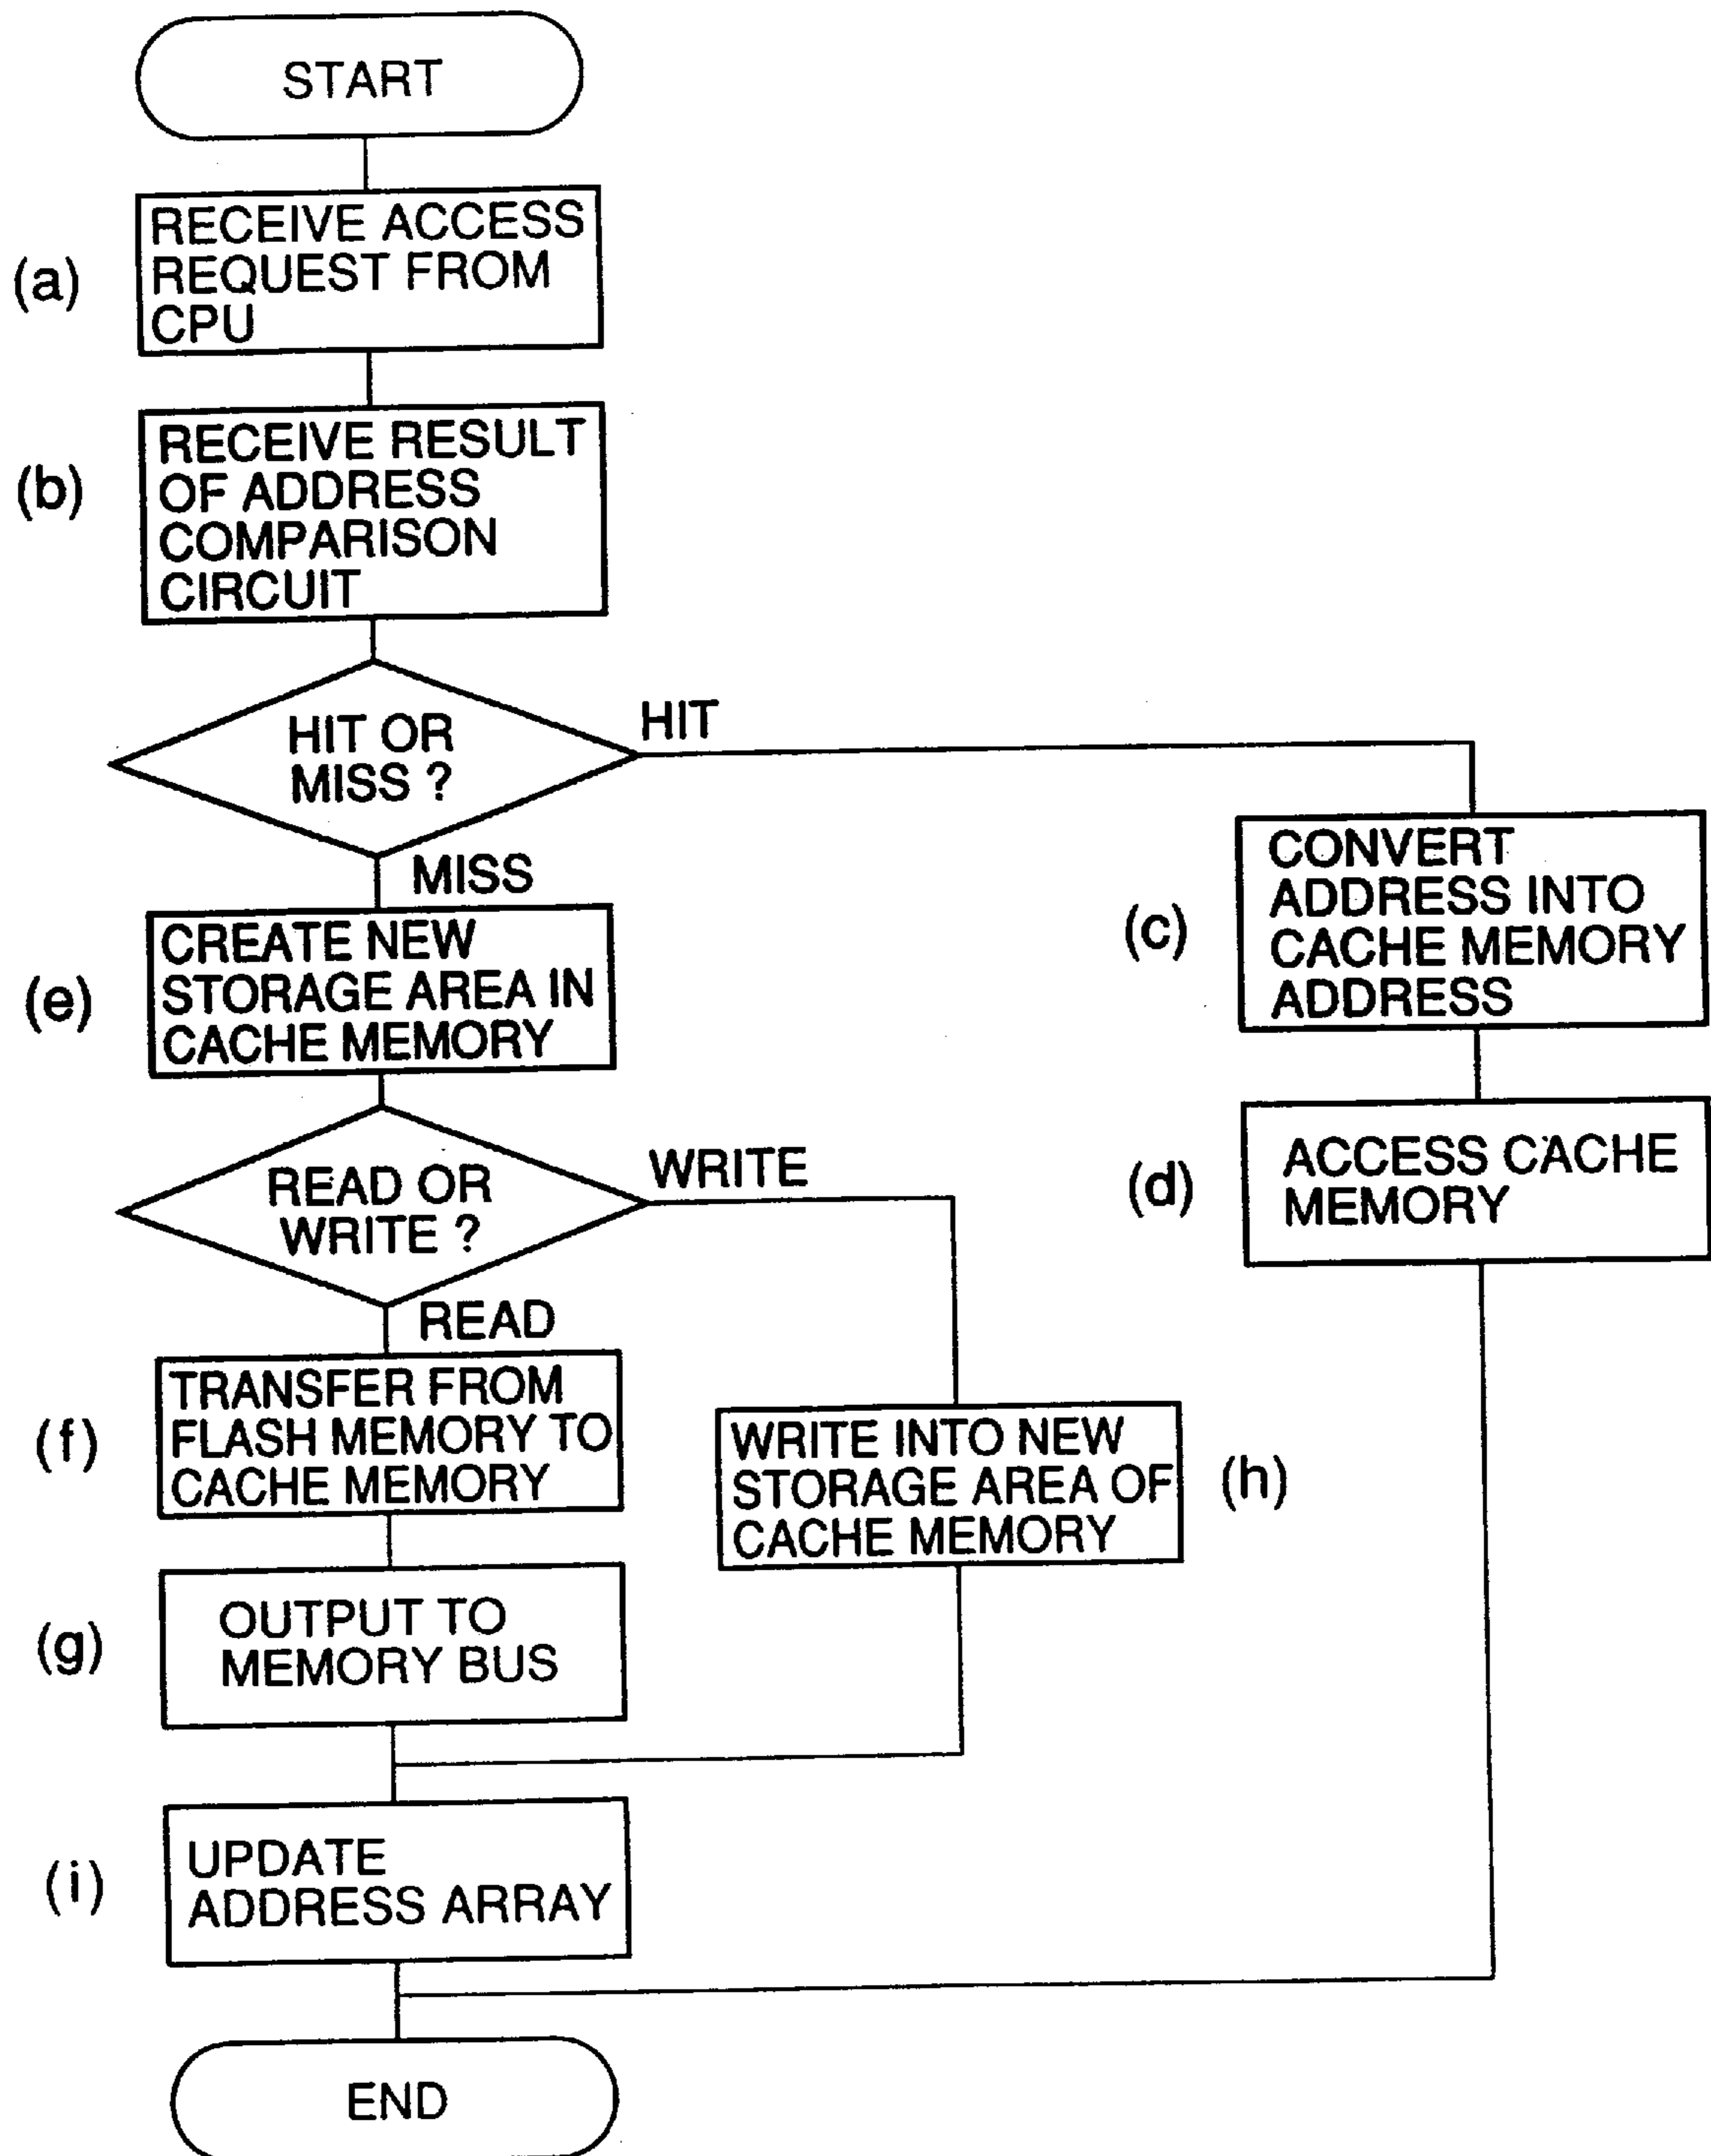 START
(a)
RECEIVE ACCESS
REQUEST FROM
CPU
(b)
RECEIVE RESULT
OF ADDRESS
COMPARISON
CIRCUIT
HIT OR
MISS ?
HIT
MISS
(c)
CONVERT
ADDRESS INTO
CACHE MEMORY
ADDRESS
(d)
ACCESS CACHE
MEMORY
(e)
CREATE NEW
STORAGE AREA IN
CACHE MEMORY
READ OR
WRITE ?
WRITE
READ
(f)
TRANSFER FROM
FLASH MEMORY TO
CACHE MEMORY
WRITE INTO NEW
STORAGE AREA OF
CACHE MEMORY
(h)
(g)
OUTPUT TO
MEMORY BUS
(i)
UPDATE
ADDRESS ARRAY
END